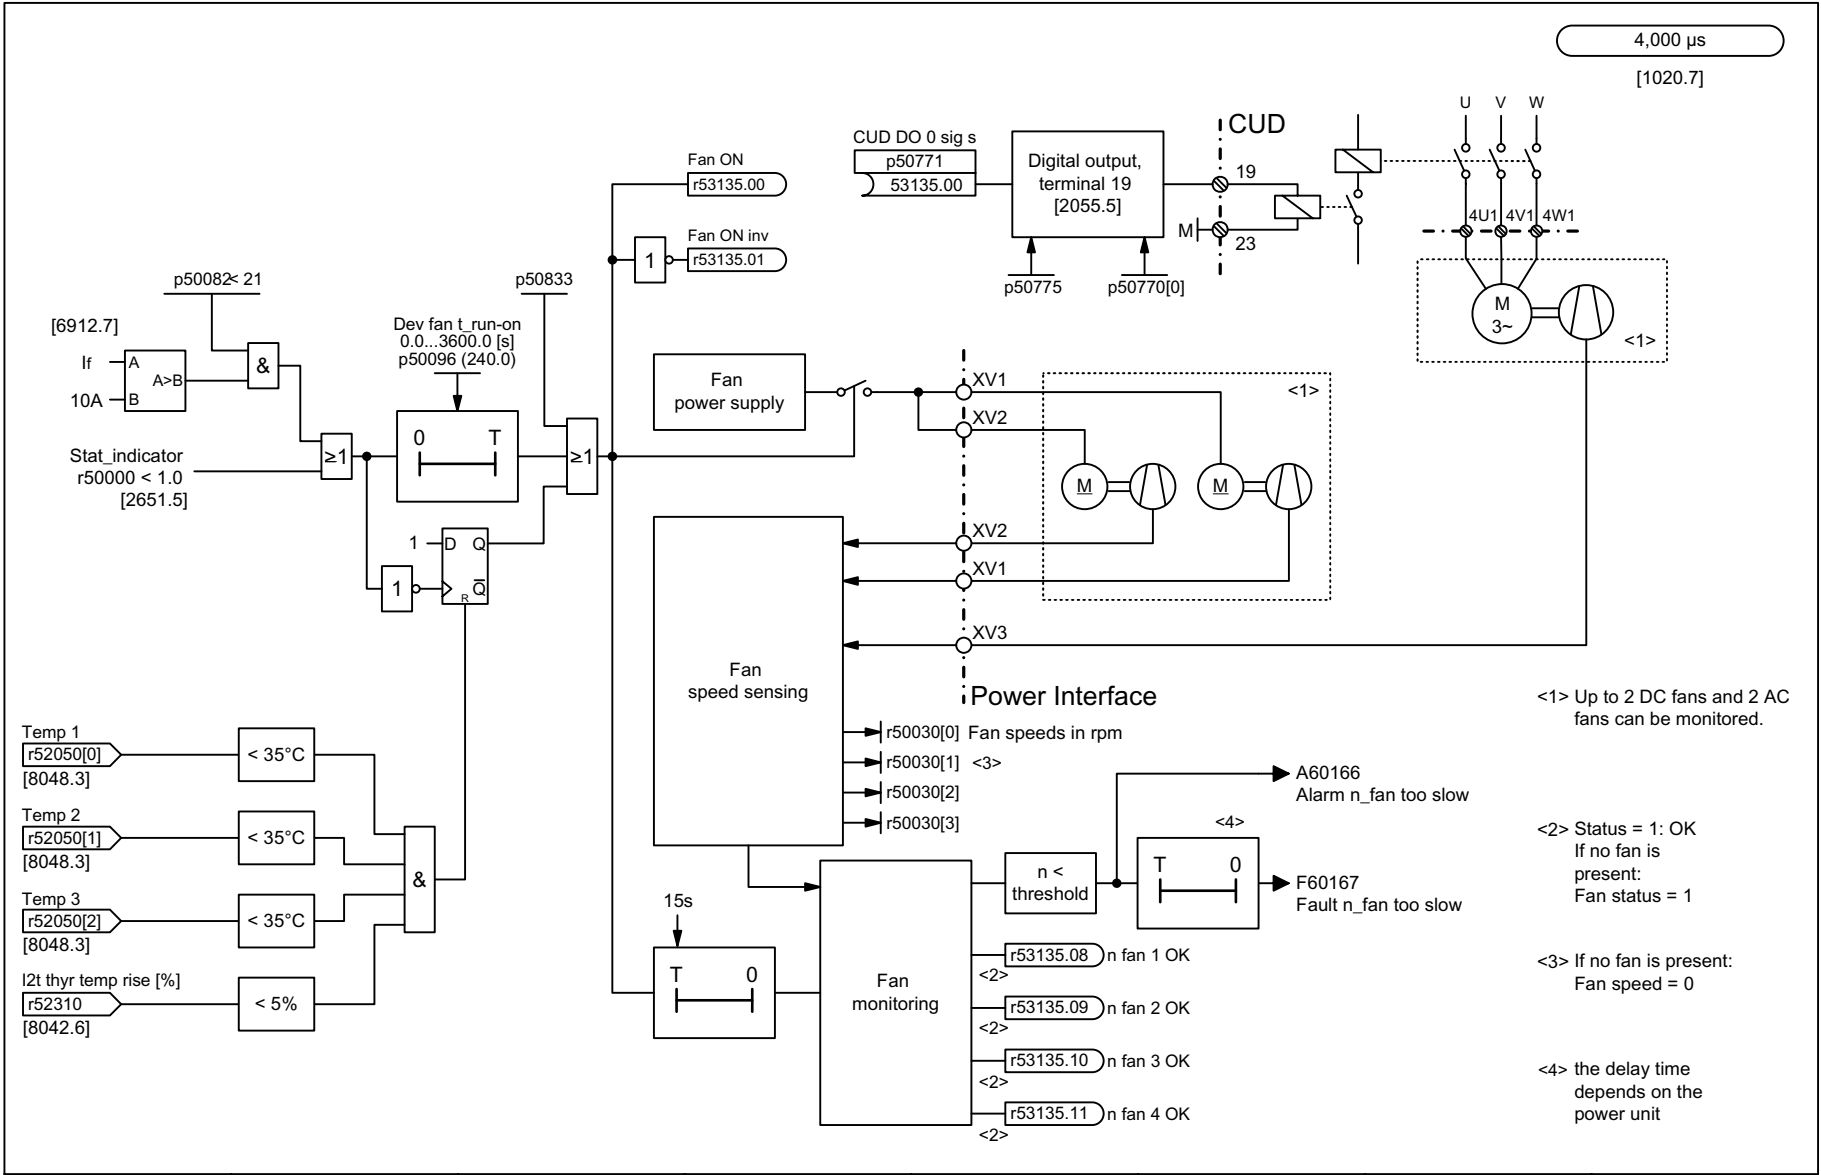 4,000 µs
[1020.7]
U V W
CUD
CUD DO 0 sig s
p50771
53135.00
Digital output,
terminal 19
[2055.5]
19
M
23
p50775
p50770[0]
4U1 4V1 4W1
M
3~
<1>
Fan ON
r53135.00
Fan ON inv
1
r53135.01
p50082< 21
[6912.7]
If
A
A>B
10A
B
&
Stat_indicator
r50000 < 1.0
[2651.5]
≥1
Dev fan t_run-on
0.0...3600.0 [s]
p50096 (240.0)
0 T
p50833
≥1
1
D Q
1
R
Q̅
Fan
power supply
XV1
XV2
<1>
M
M
XV2
XV1
XV3
Fan
speed sensing
Power Interface
r50030[0] Fan speeds in rpm
r50030[1] <3>
r50030[2]
r50030[3]
Temp 1
r52050[0]
[8048.3]
< 35°C
Temp 2
r52050[1]
[8048.3]
< 35°C
Temp 3
r52050[2]
[8048.3]
< 35°C
I2t thyr temp rise [%]
r52310
[8042.6]
< 5%
&
15s
T 0
Fan
monitoring
n <
threshold
<4>
T 0
A60166
Alarm n_fan too slow
F60167
Fault n_fan too slow
r53135.08 n fan 1 OK
<2>
r53135.09 n fan 2 OK
<2>
r53135.10 n fan 3 OK
<2>
r53135.11 n fan 4 OK
<2>
<1> Up to 2 DC fans and 2 AC
fans can be monitored.
<2> Status = 1: OK
If no fan is
present:
Fan status = 1
<3> If no fan is present:
Fan speed = 0
<4> the delay time
depends on the
power unit